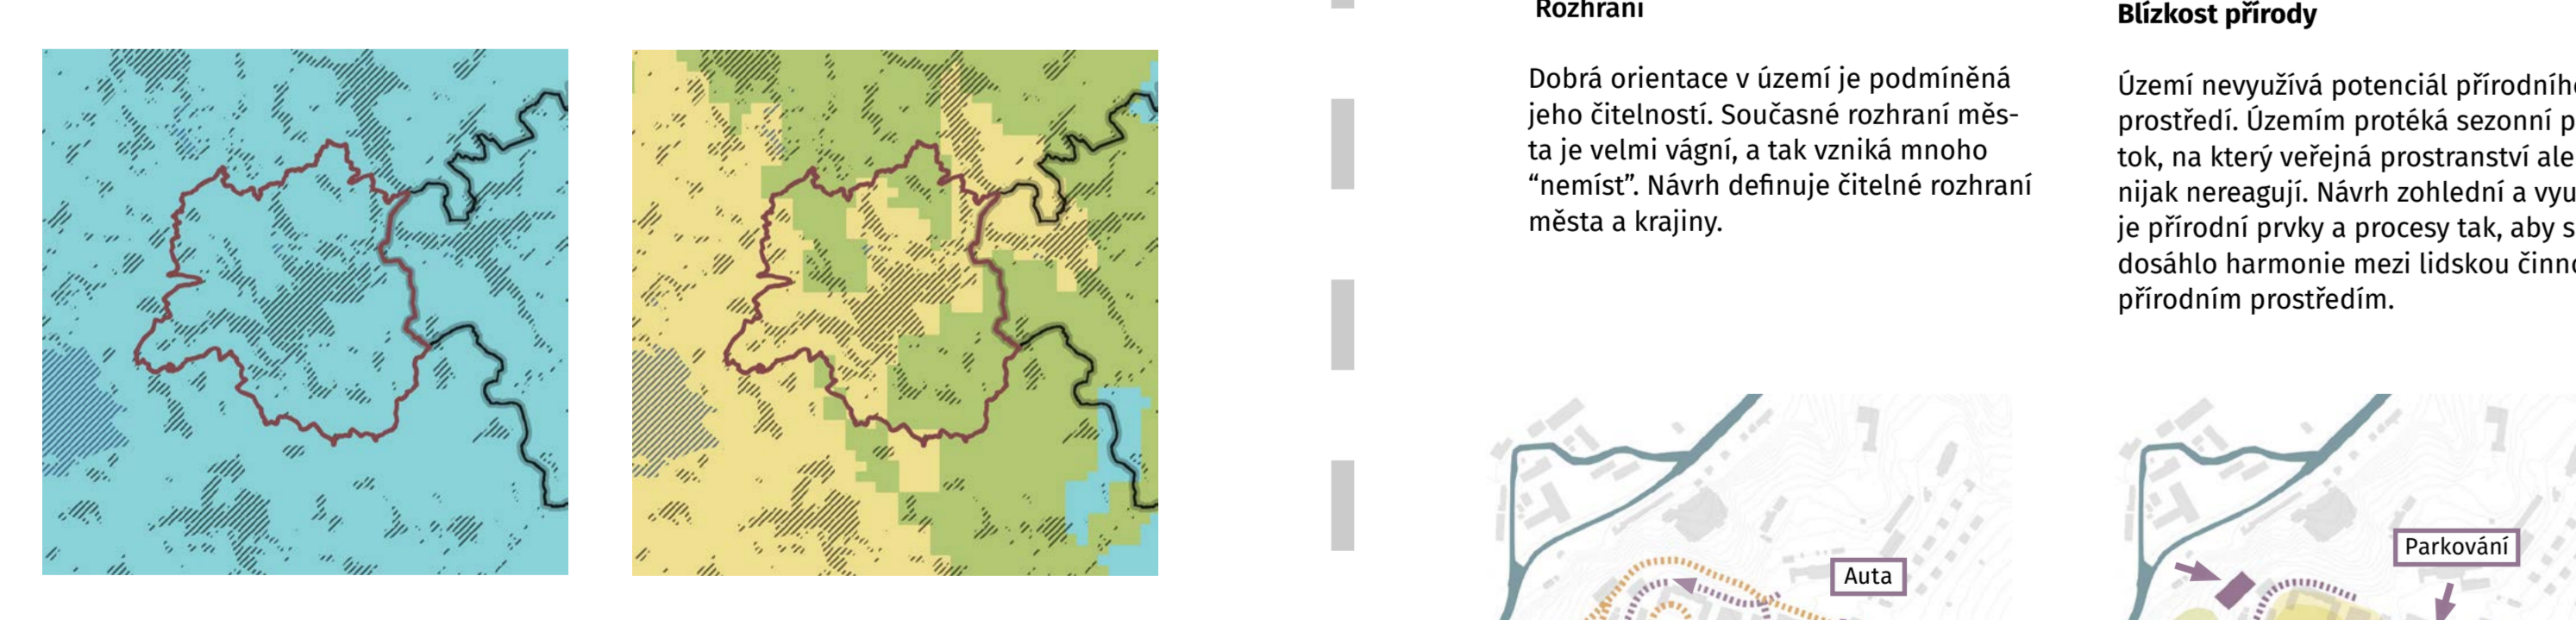 Rozhraní
Dobrá orientace v území je podmíněná
jeho čitelností. Současné rozhraní měs-
ta je velmi vágní, a tak vzniká mnoho
“nemíst”. Návrh definuje čitelné rozhraní
města a krajiny.
Auta
Blízkost přírody
Území nevyužívá potenciál přírodního
prostředí. Územím protéká sezonní p
tok, na který veřejná prostranství ale
nijak nereagují. Návrh zohlední a vyu
je přírodní prvky a procesy tak, aby s
dosáhlo harmonie mezi lidskou činno
přírodním prostředím.
Parkování